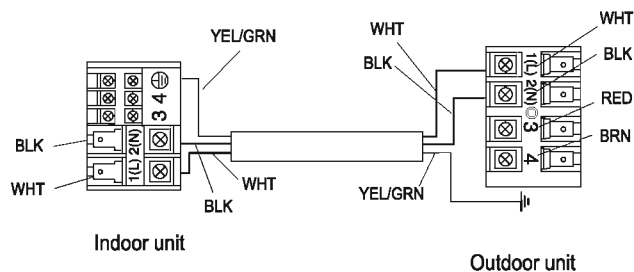 WHT
YEL/GRN
WHT
BLK
BLK
RED
BRN
1(L) 2(N) 3 4
3 4
1(L) 2(N)
BLK
WHT
WHT
BLK
YEL/GRN
Indoor unit
Outdoor unit